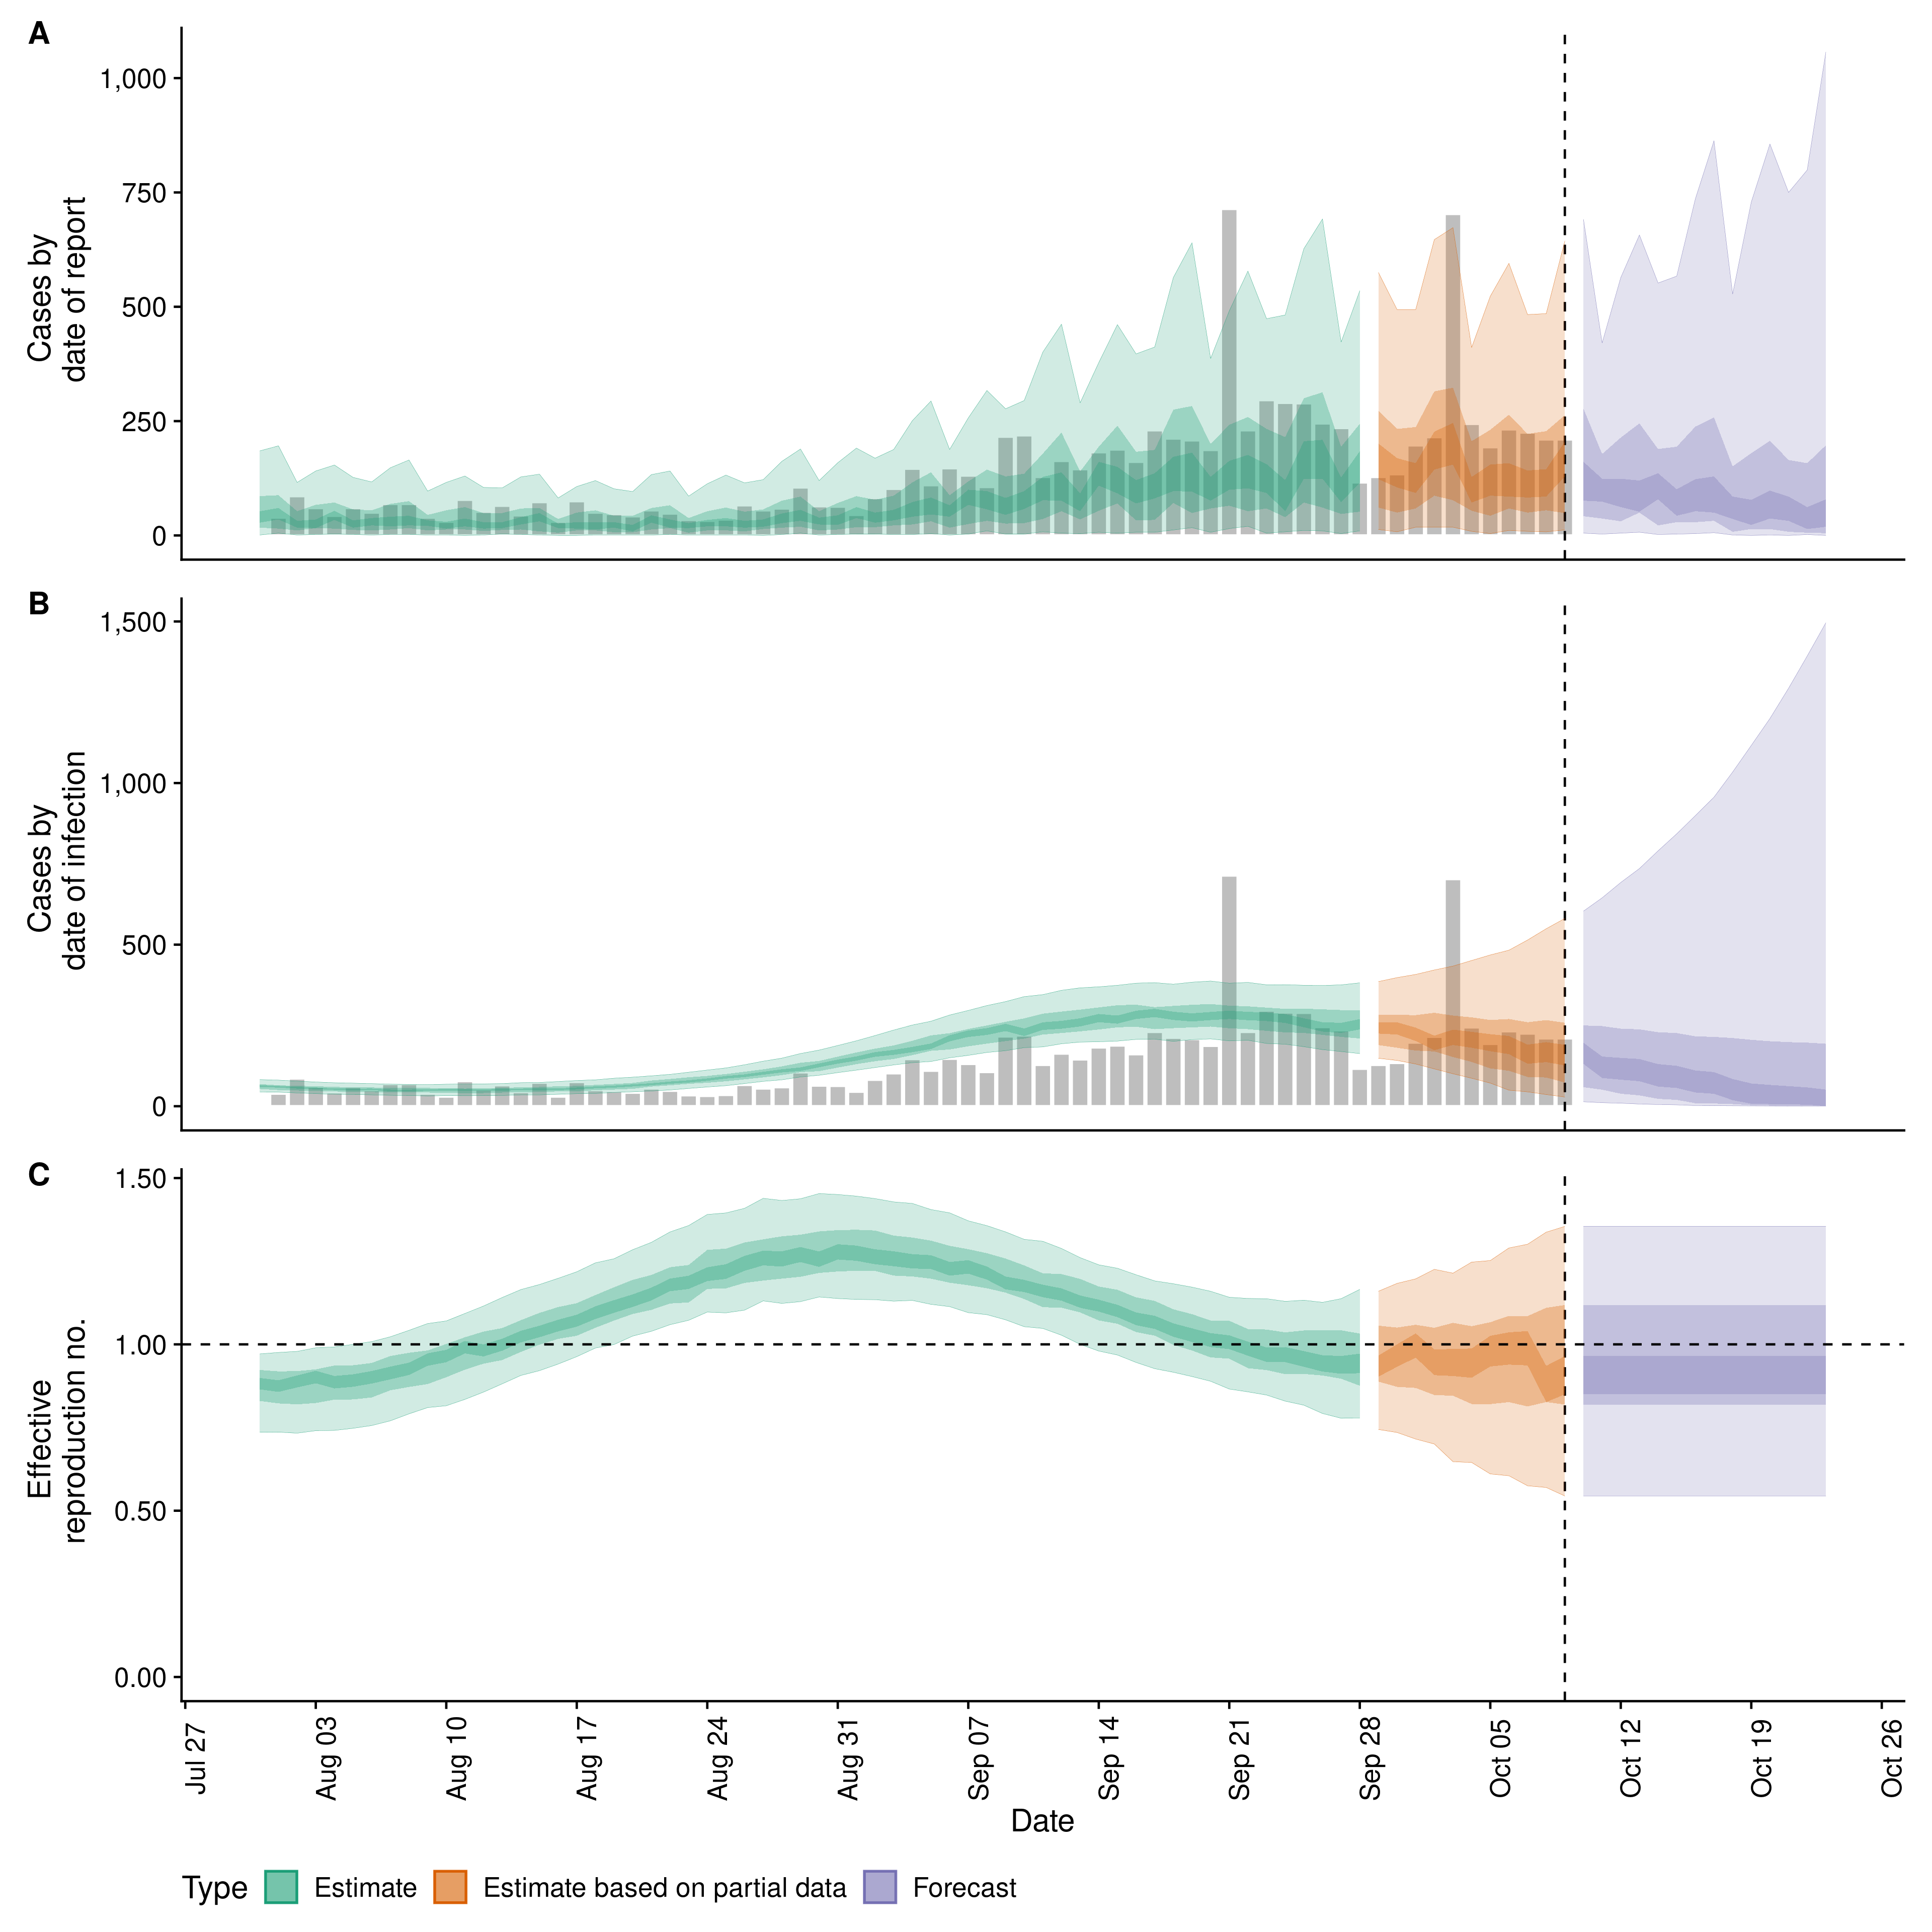 A
Cases by
date of report
1,000
750
500
250
0
B
Cases by
date of infection
1,500
1,000
500
0
C
Effective
reproduction no.
1.50
1.00
0.50
0.00
Jul 27
Aug 03
Aug 10
Aug 17
Aug 24
Aug 31
Sep 07
Sep 14
Sep 21
Sep 28
Oct 05
Oct 12
Oct 19
Oct 26
Date
Type Estimate Estimate based on partial data Forecast